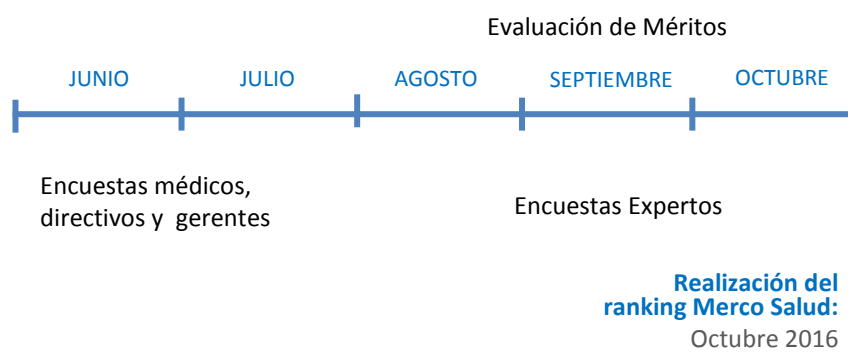 Evaluación de Méritos
JUNIO JULIO AGOSTO SEPTIEMBRE OCTUBRE
Encuestas médicos,
directivos y gerentes
Encuestas Expertos
Realización del
ranking Merco Salud:
Octubre 2016